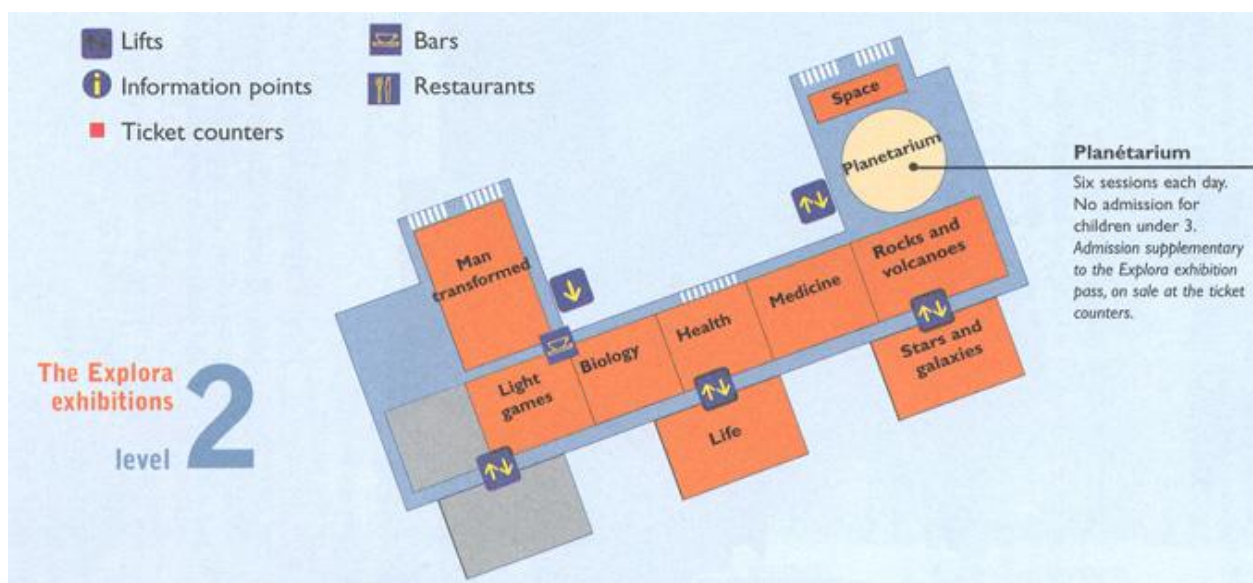 Lifts
Information points
Ticket counters
Bars
Restaurants
The Explora
exhibitions
level
2
Space
Planetarium
Man
transformed
Rocks and
volcanoes
Medicine
Health
Biology
Light
games
Stars and
galaxies
Life
Planétarium
Six sessions each day.
No admission for
children under 3.
Admission supplementary
to the Explora exhibition
pass, on sale at the ticket
counters.